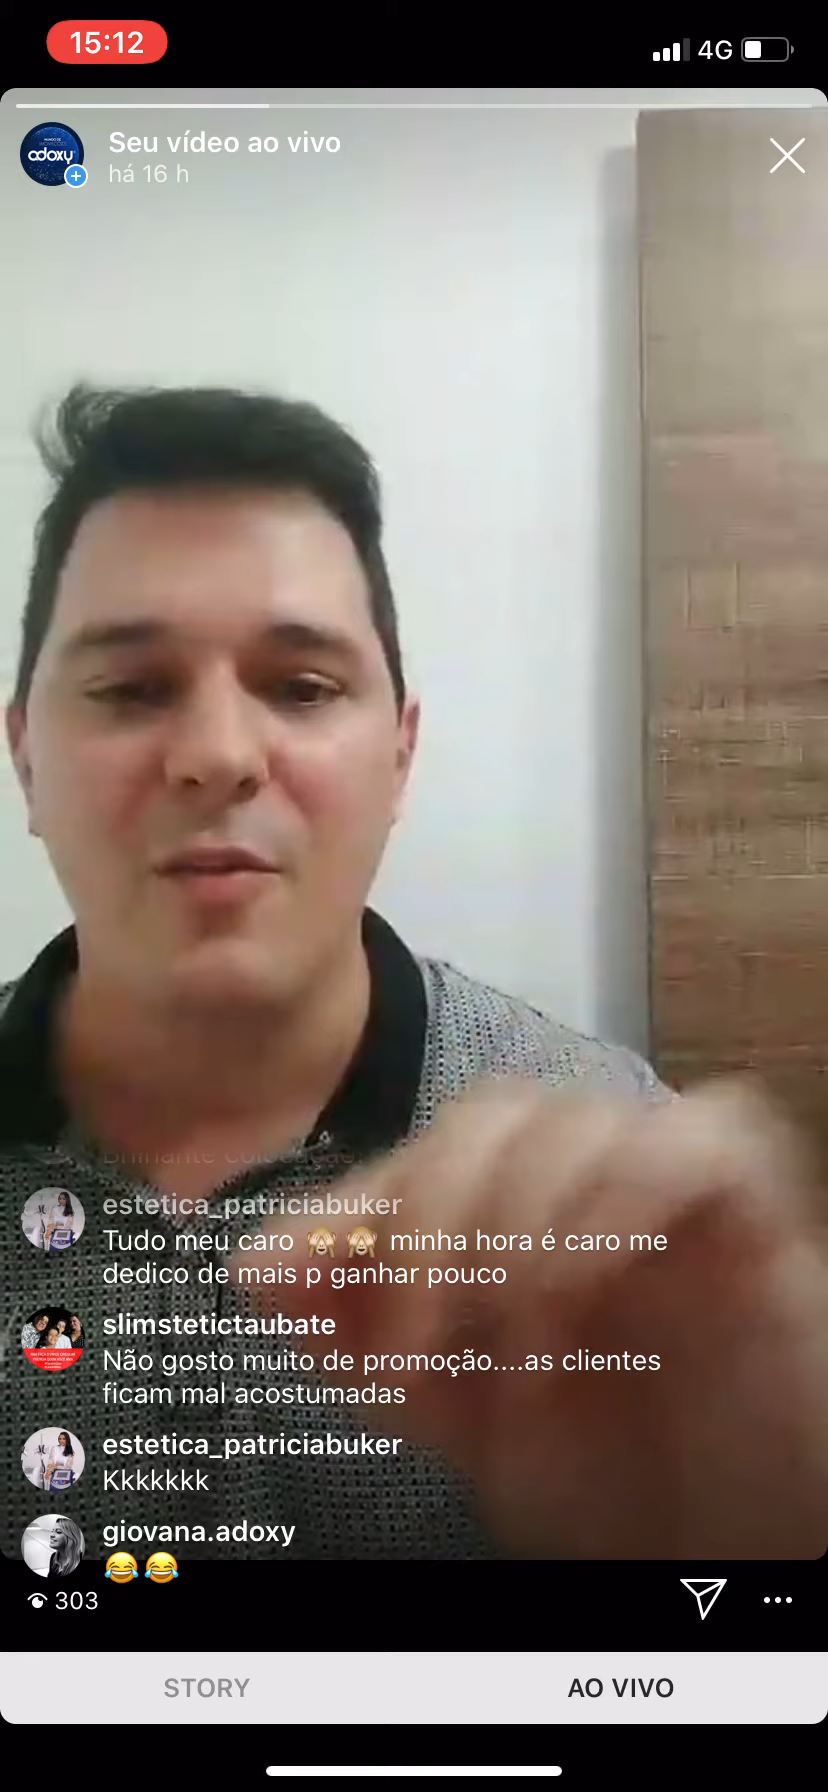 15:12
4G
adoxy
Seu vídeo ao vivo
há 16 h
Brilhante colocação!
estetica_patriciabuker
Tudo meu caro 🙈🙈 minha hora é caro me
dedico de mais p ganhar pouco
slimstetictaubate
Não gosto muito de promoção....as clientes
ficam mal acostumadas
estetica_patriciabuker
Kkkkkkk
giovana.adoxy
😂😂
303
STORY
AO VIVO